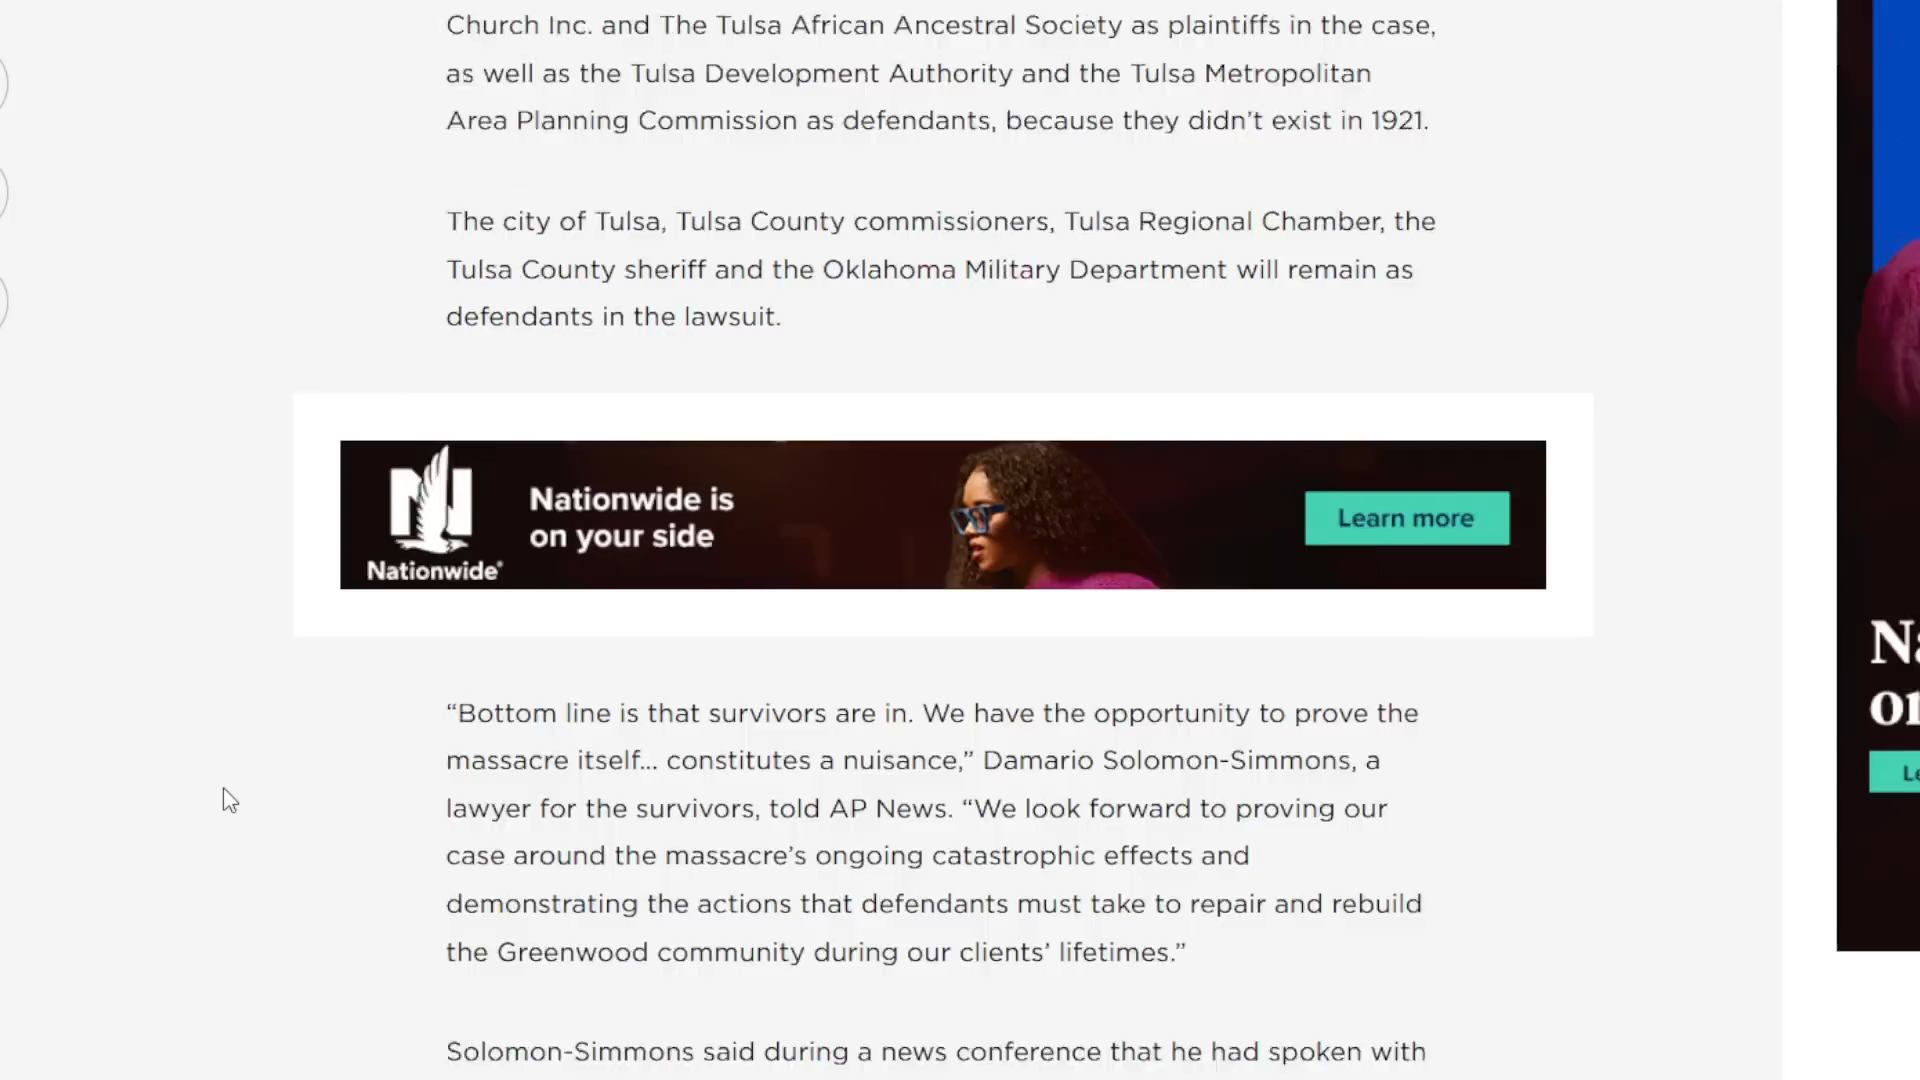 Church Inc. and The Tulsa African Ancestral Society as plaintiffs in the case,
as well as the Tulsa Development Authority and the Tulsa Metropolitan
Area Planning Commission as defendants, because they didn’t exist in 1921.
The city of Tulsa, Tulsa County commissioners, Tulsa Regional Chamber, the
Tulsa County sheriff and the Oklahoma Military Department will remain as
defendants in the lawsuit.
Nationwide is
on your side
Nationwide®
Learn more
“Bottom line is that survivors are in. We have the opportunity to prove the
massacre itself… constitutes a nuisance,” Damario Solomon-Simmons, a
lawyer for the survivors, told AP News. “We look forward to proving our
case around the massacre’s ongoing catastrophic effects and
demonstrating the actions that defendants must take to repair and rebuild
the Greenwood community during our clients’ lifetimes.”
Solomon-Simmons said during a news conference that he had spoken with